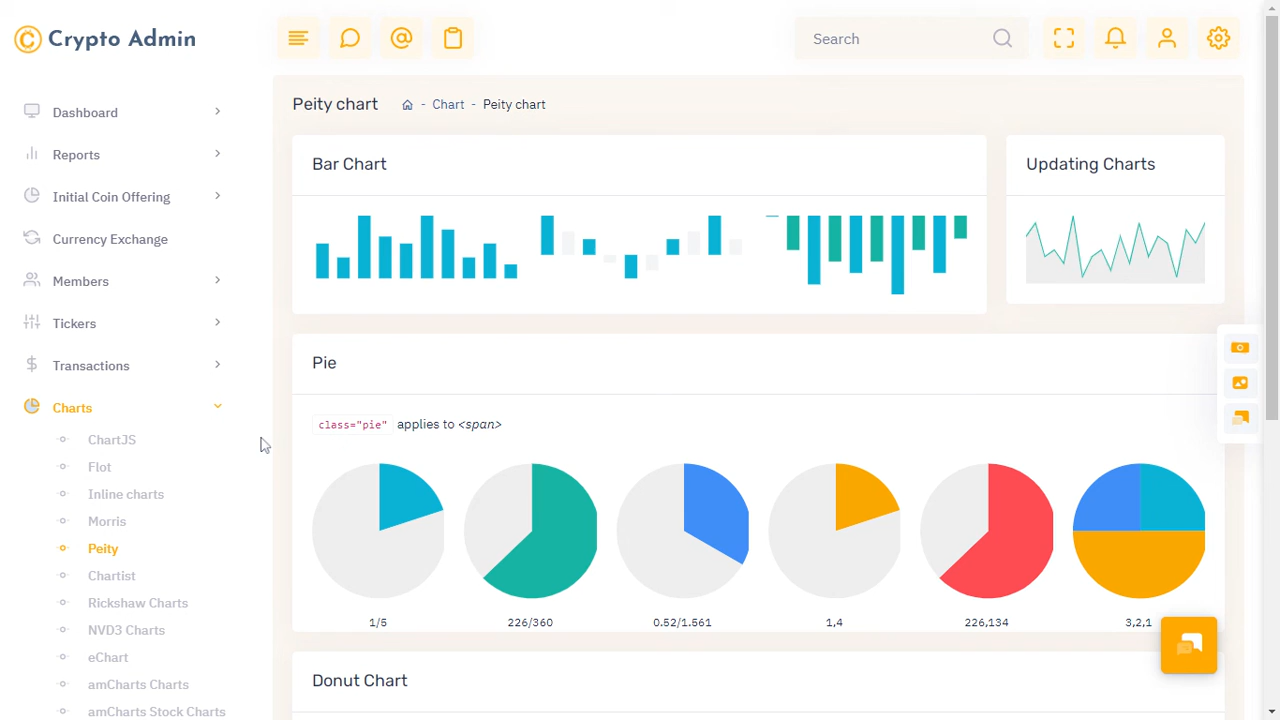 Crypto Admin
Search
Dashboard
Reports
Initial Coin Offering
Currency Exchange
Members
Tickers
Transactions
Charts
ChartJS
Flot
Inline charts
Morris
Peity
Chartist
Rickshaw Charts
NVD3 Charts
eChart
amCharts Charts
amCharts Stock Charts
Peity chart
- Chart - Peity chart
Bar Chart
Updating Charts
Pie
class="pie" applies to <span>
1/5
226/360
0.52/1.561
1,4
226,134
3,2,1
Donut Chart